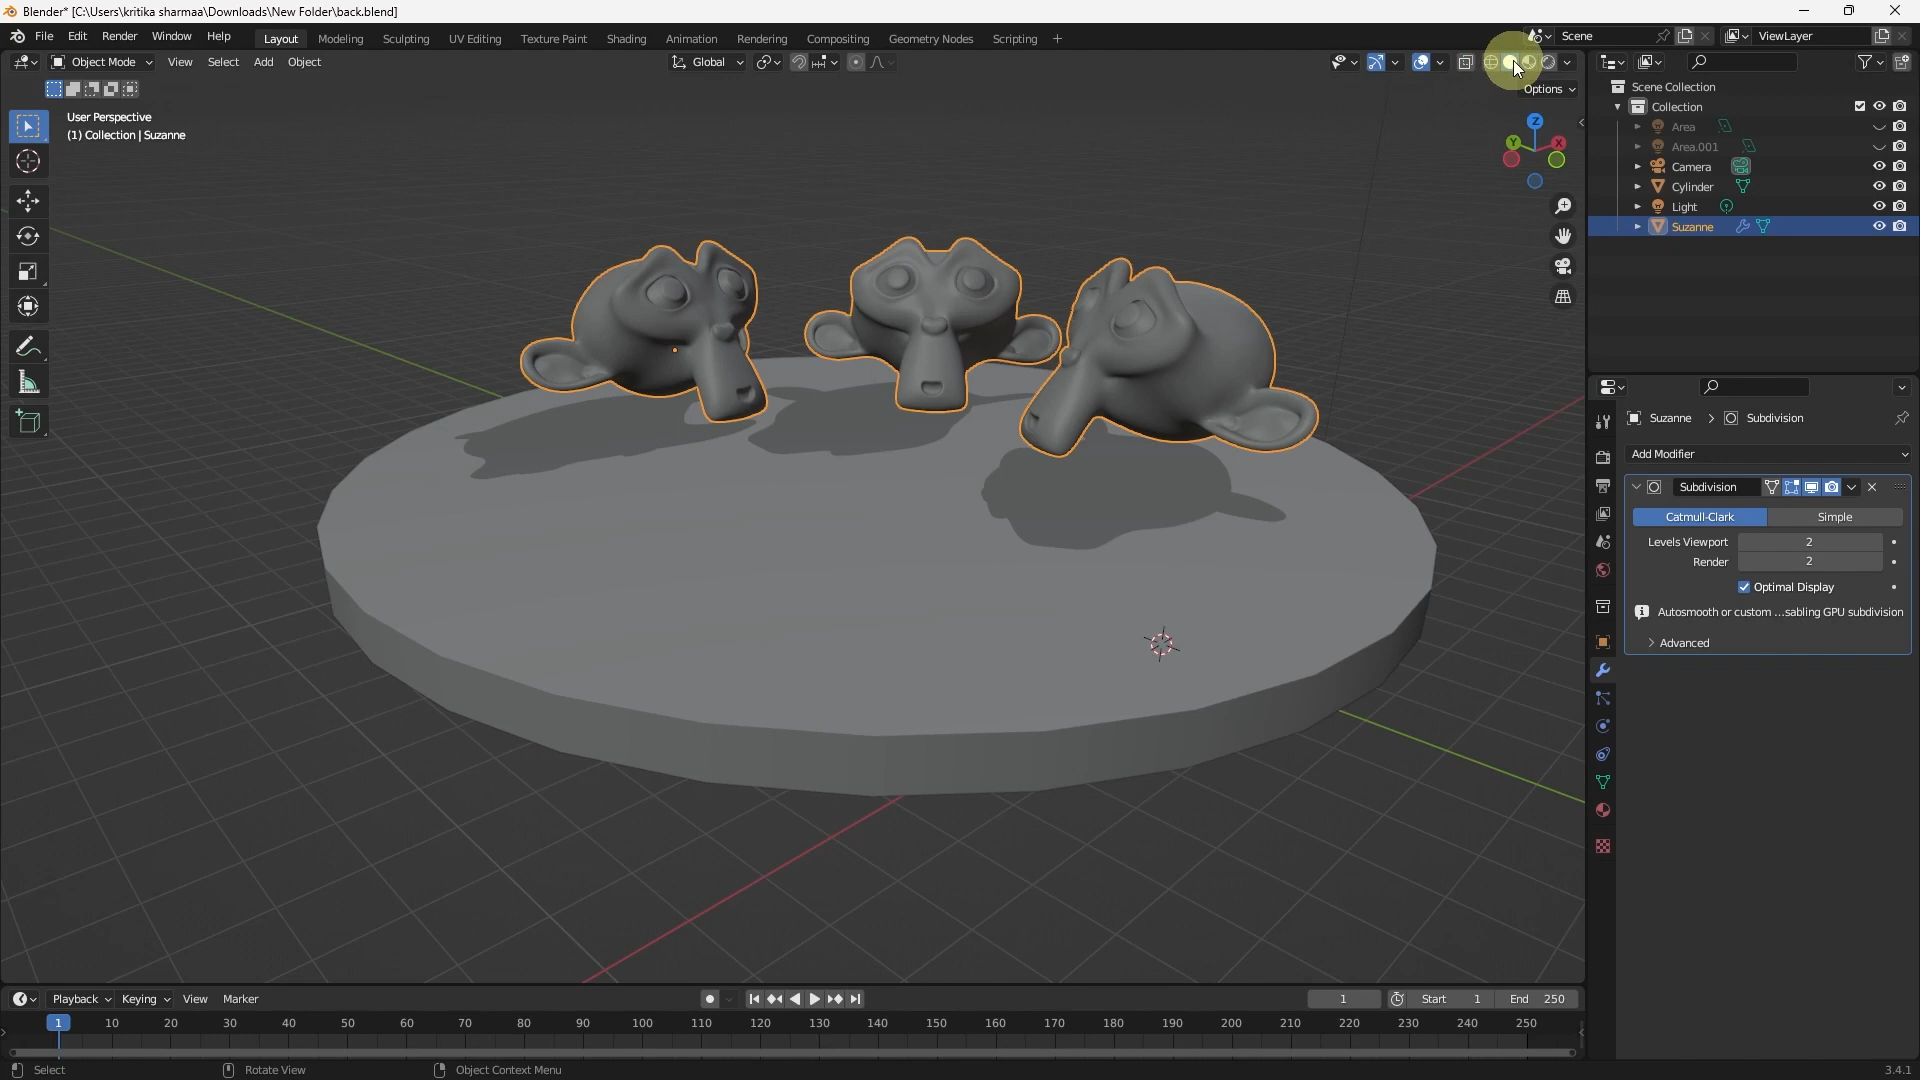 Blender* [C:\Users\kritika sharmaa\Downloads\New Folder\back.blend]
File Edit Render Window Help Layout Modeling Sculpting UV Editing Texture Paint Shading Animation Rendering Compositing Geometry Nodes Scripting + Scene ViewLayer
Object Mode View Select Add Object Global
Options
User Perspective
(1) Collection | Suzanne
Z
Y
X
Scene Collection
Collection
Area
Area.001
Camera
Cylinder
Light
Suzanne
Suzanne > Subdivision
Add Modifier
Subdivision
Catmull-Clark Simple
Levels Viewport 2
Render 2
Optimal Display
Autosmooth or custom ...sabling GPU subdivision
Advanced
Playback Keying View Marker 1 Start 1 End 250
1 10 20 30 40 50 60 70 80 90 100 110 120 130 140 150 160 170 180 190 200 210 220 230 240 250
Select Rotate View Object Context Menu 3.4.1